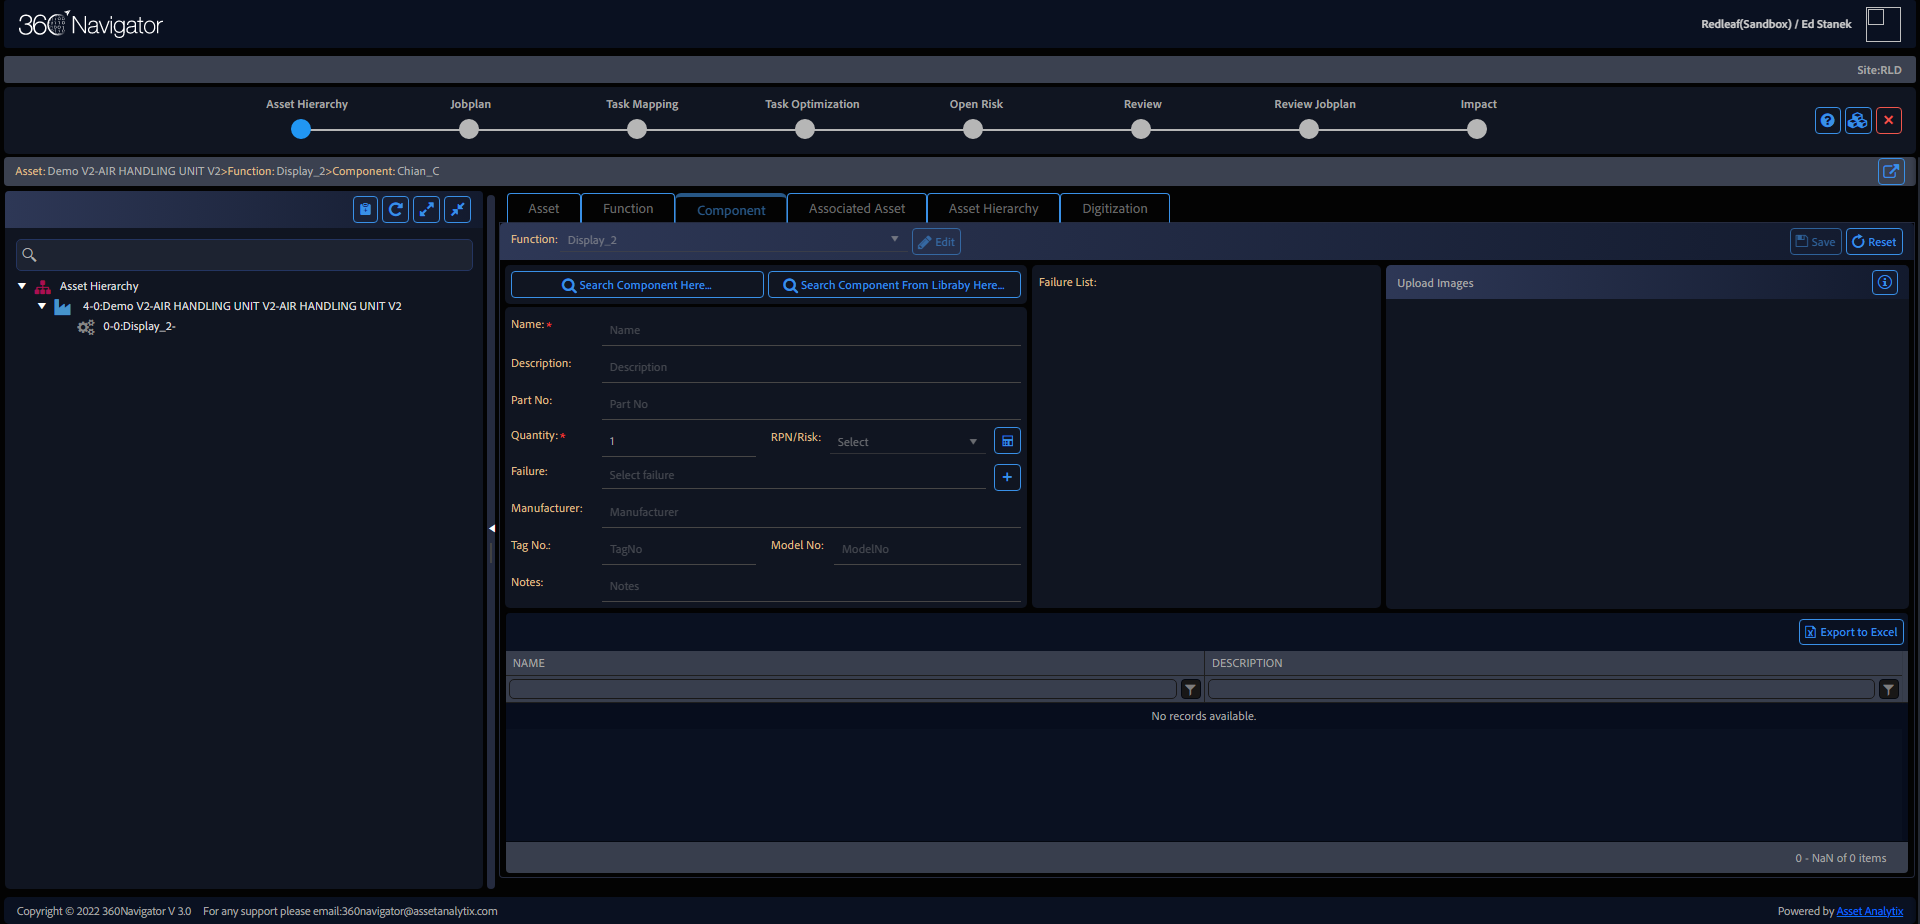 360 Navigator
Redleaf(Sandbox) / Ed Stanek
Site:RLD
Asset Hierarchy
Jobplan
Task Mapping
Task Optimization
Open Risk
Review
Review Jobplan
Impact
Asset: Demo V2-AIR HANDLING UNIT V2>Function: Display_2>Component: Chian_C
Asset
Function
Component
Associated Asset
Asset Hierarchy
Digitization
Function:
Display_2
Edit
Save
Reset
Asset Hierarchy
4-0:Demo V2-AIR HANDLING UNIT V2-AIR HANDLING UNIT V2
0-0:Display_2-
Search Component Here...
Search Component From Libraby Here...
Name:*
Name
Description:
Description
Part No:
Part No
Quantity:*
1
RPN/Risk:
Select
Failure:
Select failure
+
Manufacturer:
Manufacturer
Tag No.:
TagNo
Model No:
ModelNo
Notes:
Notes
Failure List:
Upload Images
Export to Excel
NAME
DESCRIPTION
No records available.
0 - NaN of 0 items
Copyright © 2022 360Navigator V 3.0 For any support please email:360navigator@assetanalytix.com
Powered by Asset Analytix